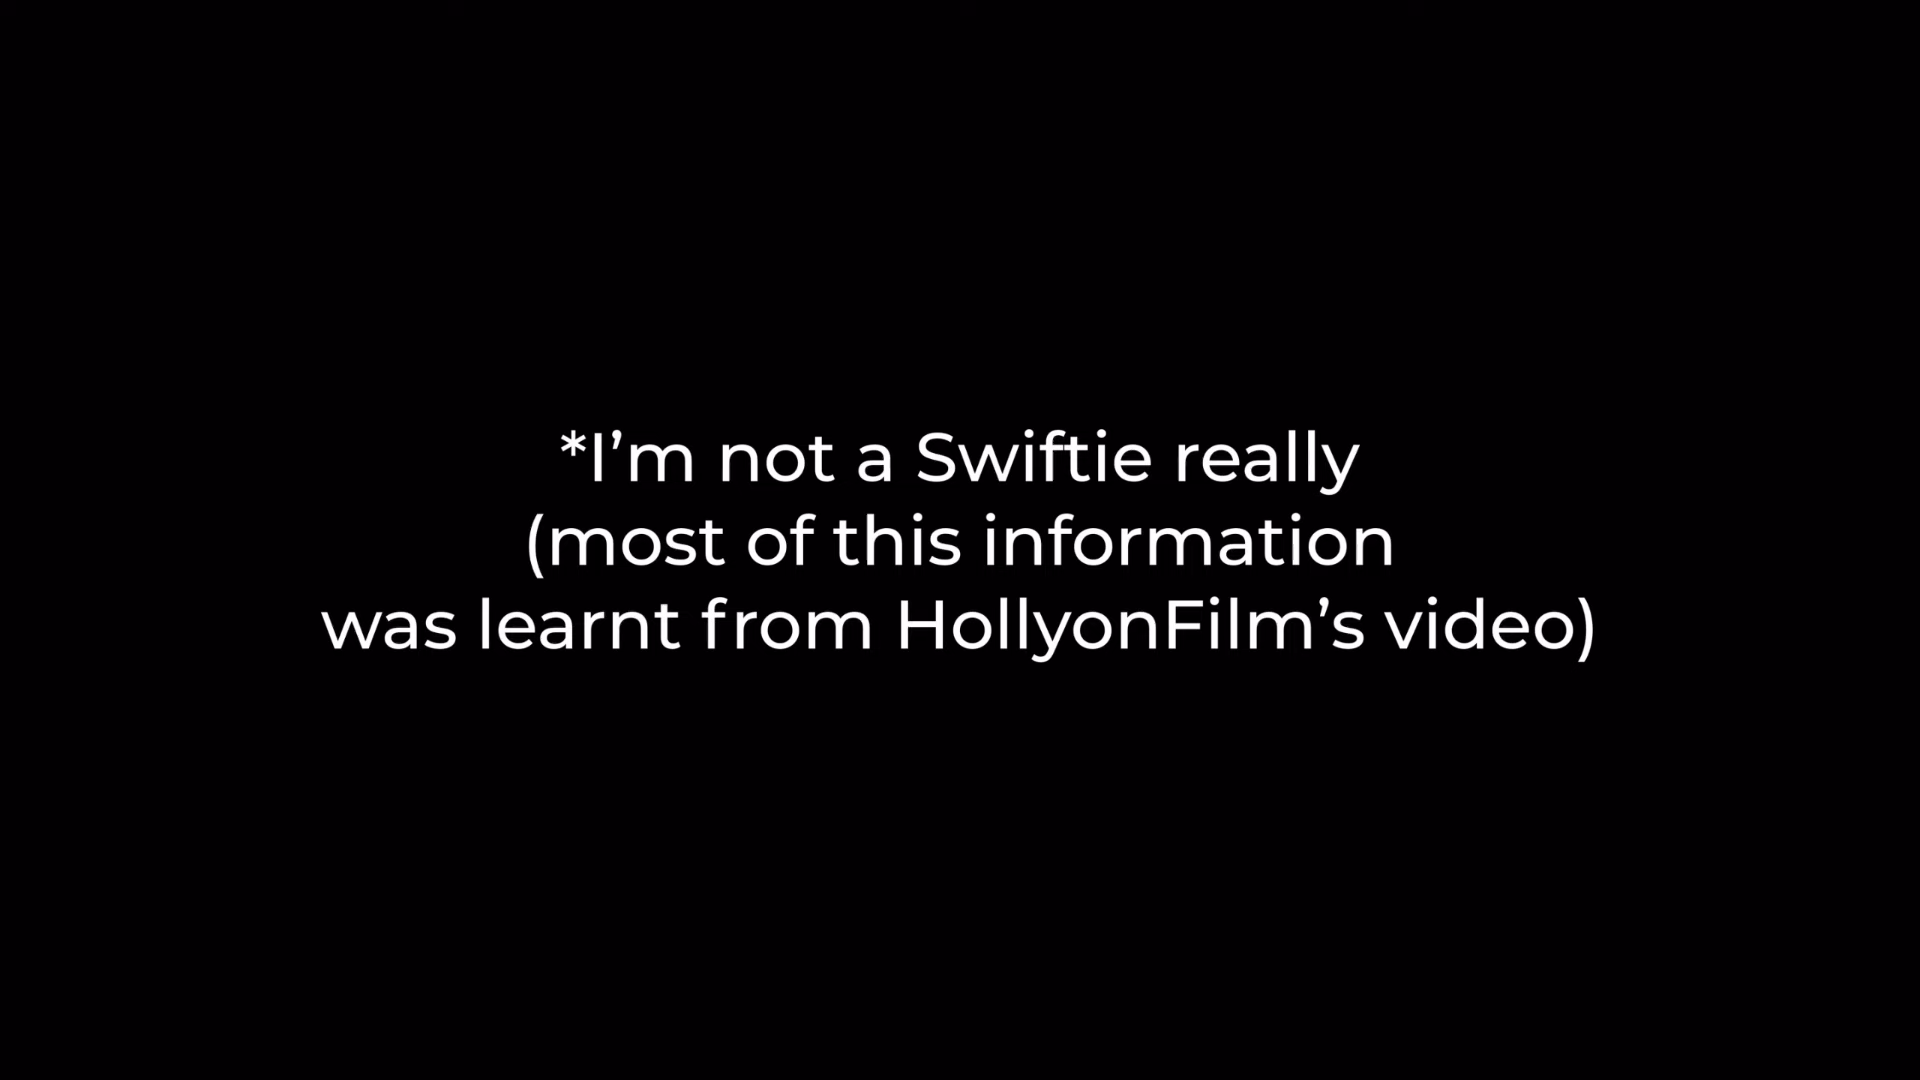 *I’m not a Swiftie really
(most of this information
was learnt from HollyonFilm’s video)